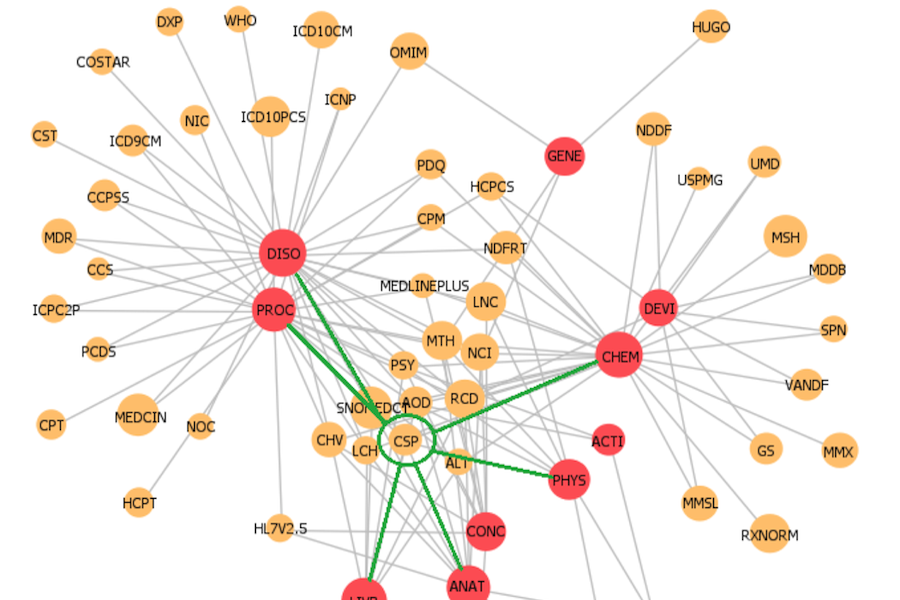 DXP
WHO
ICD10CM
HUGO
OMIM
COSTAR
ICNP
ICD10PCS
NIC
CST
ICD9CM
NDDF
GENE
PDQ
UMD
USPMG
HCPCS
CCPSS
CPM
MDR
MSH
NDFRT
DISO
CCS
MDDB
MEDLINEPLUS
LNC
ICPC2P
PROC
DEVI
SPN
MTH
PCDS
NCI
CHEM
PSY
VANDF
RCD
AOD
SNOMEDCT
MEDCIN
CPT
NOC
CHV
CSP
ACTI
LCH
GS
MMX
ALT
PHYS
HCPT
MMSL
HL7V2.5
CONC
RXNORM
ANAT